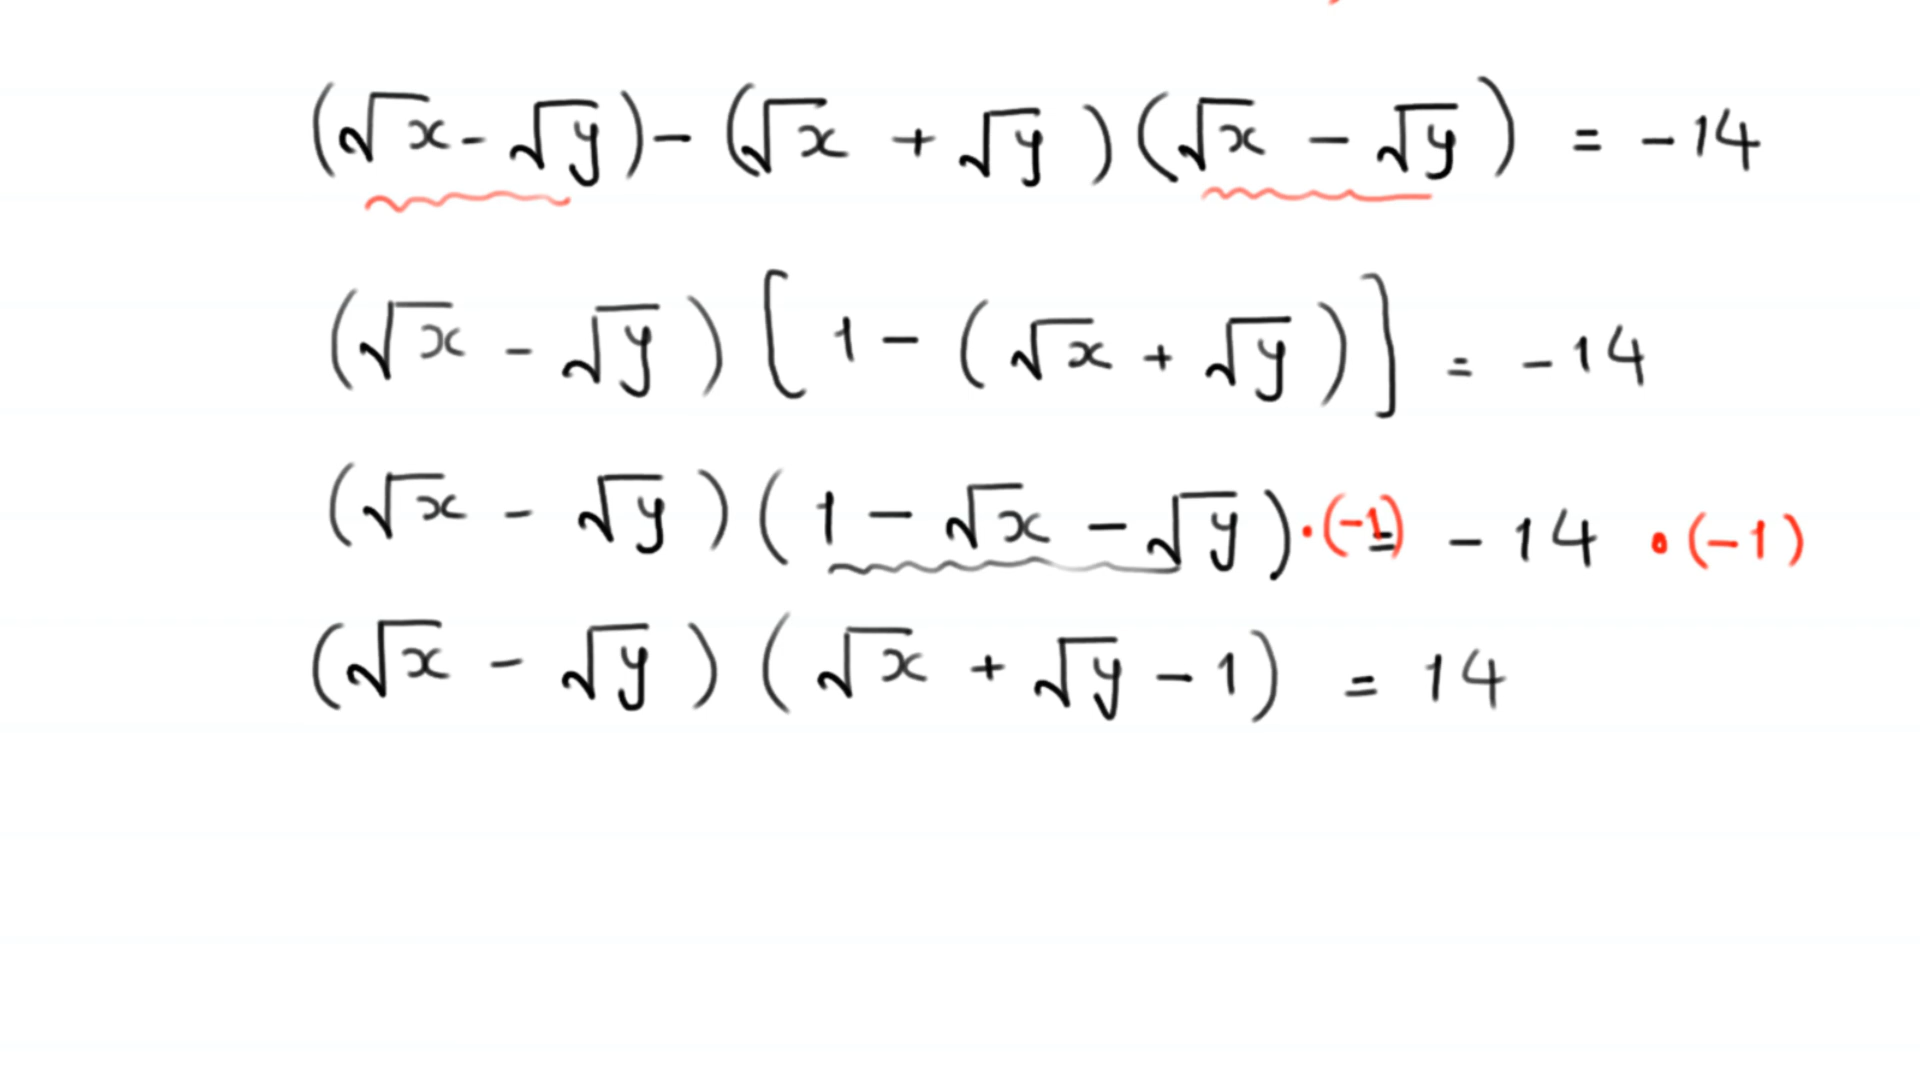 (√x - √y) - (√x + √y)(√x - √y) = -14
(√x - √y)[1 - (√x + √y)] = -14
(√x - √y)(1 - √x - √y)·(-1) = -14·(-1)
(√x - √y)(√x + √y - 1) = 14